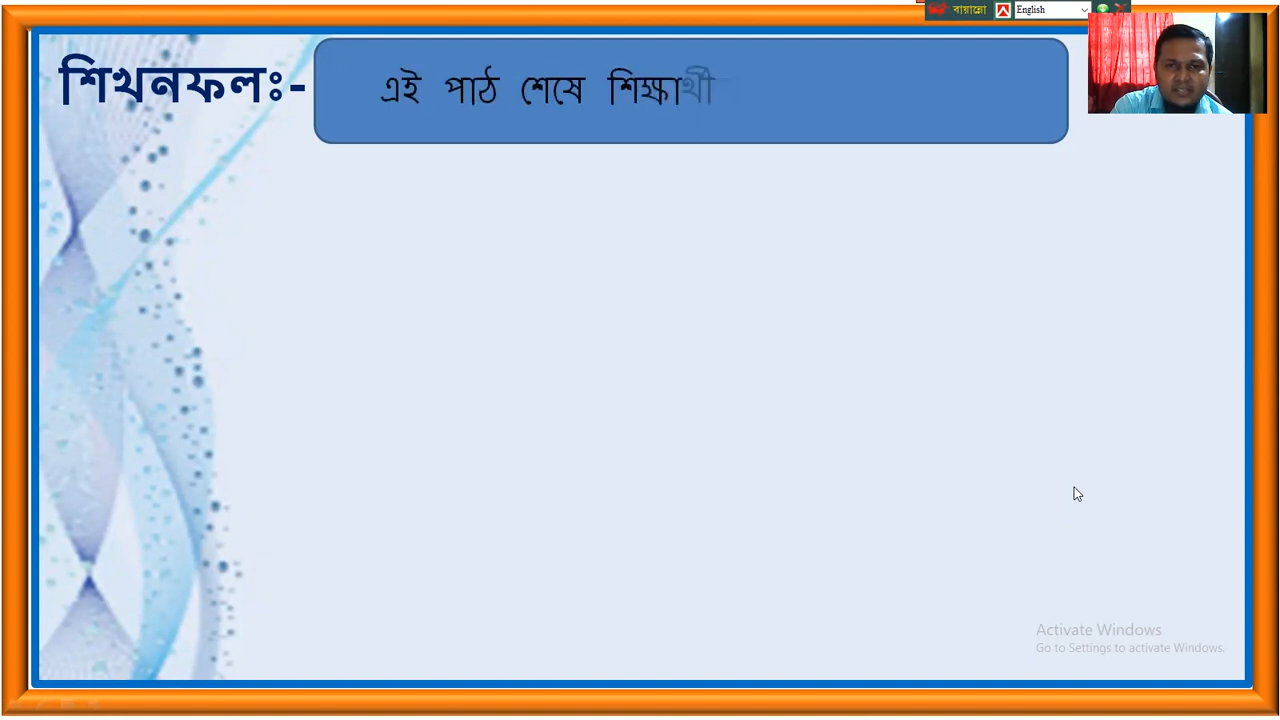 বায়ান্নো English
শিখনফলঃ- এই পাঠ শেষে শিক্ষার্থী
Activate Windows
Go to Settings to activate Windows.